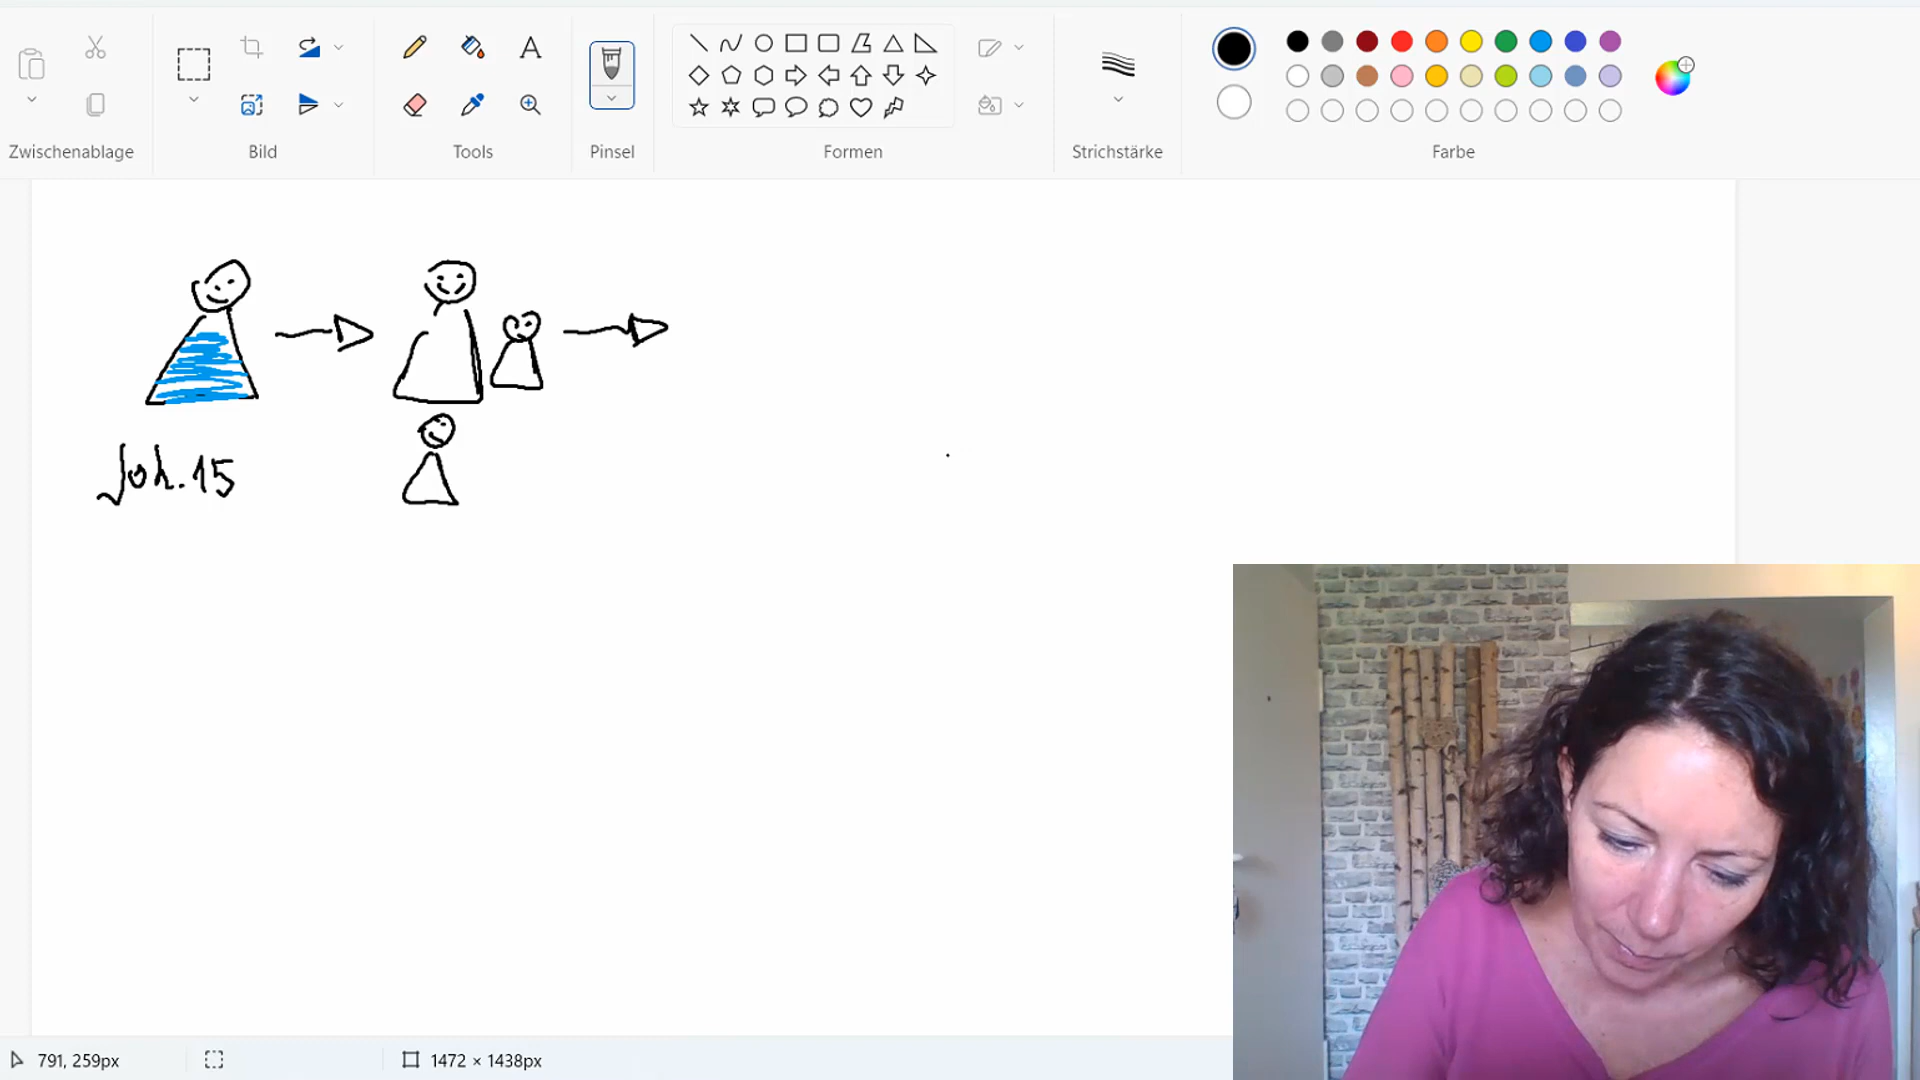 Zwischenablage
Bild
Tools
Pinsel
Formen
Strichstärke
Farbe
Joh. 15
791, 259px
1472 × 1438px